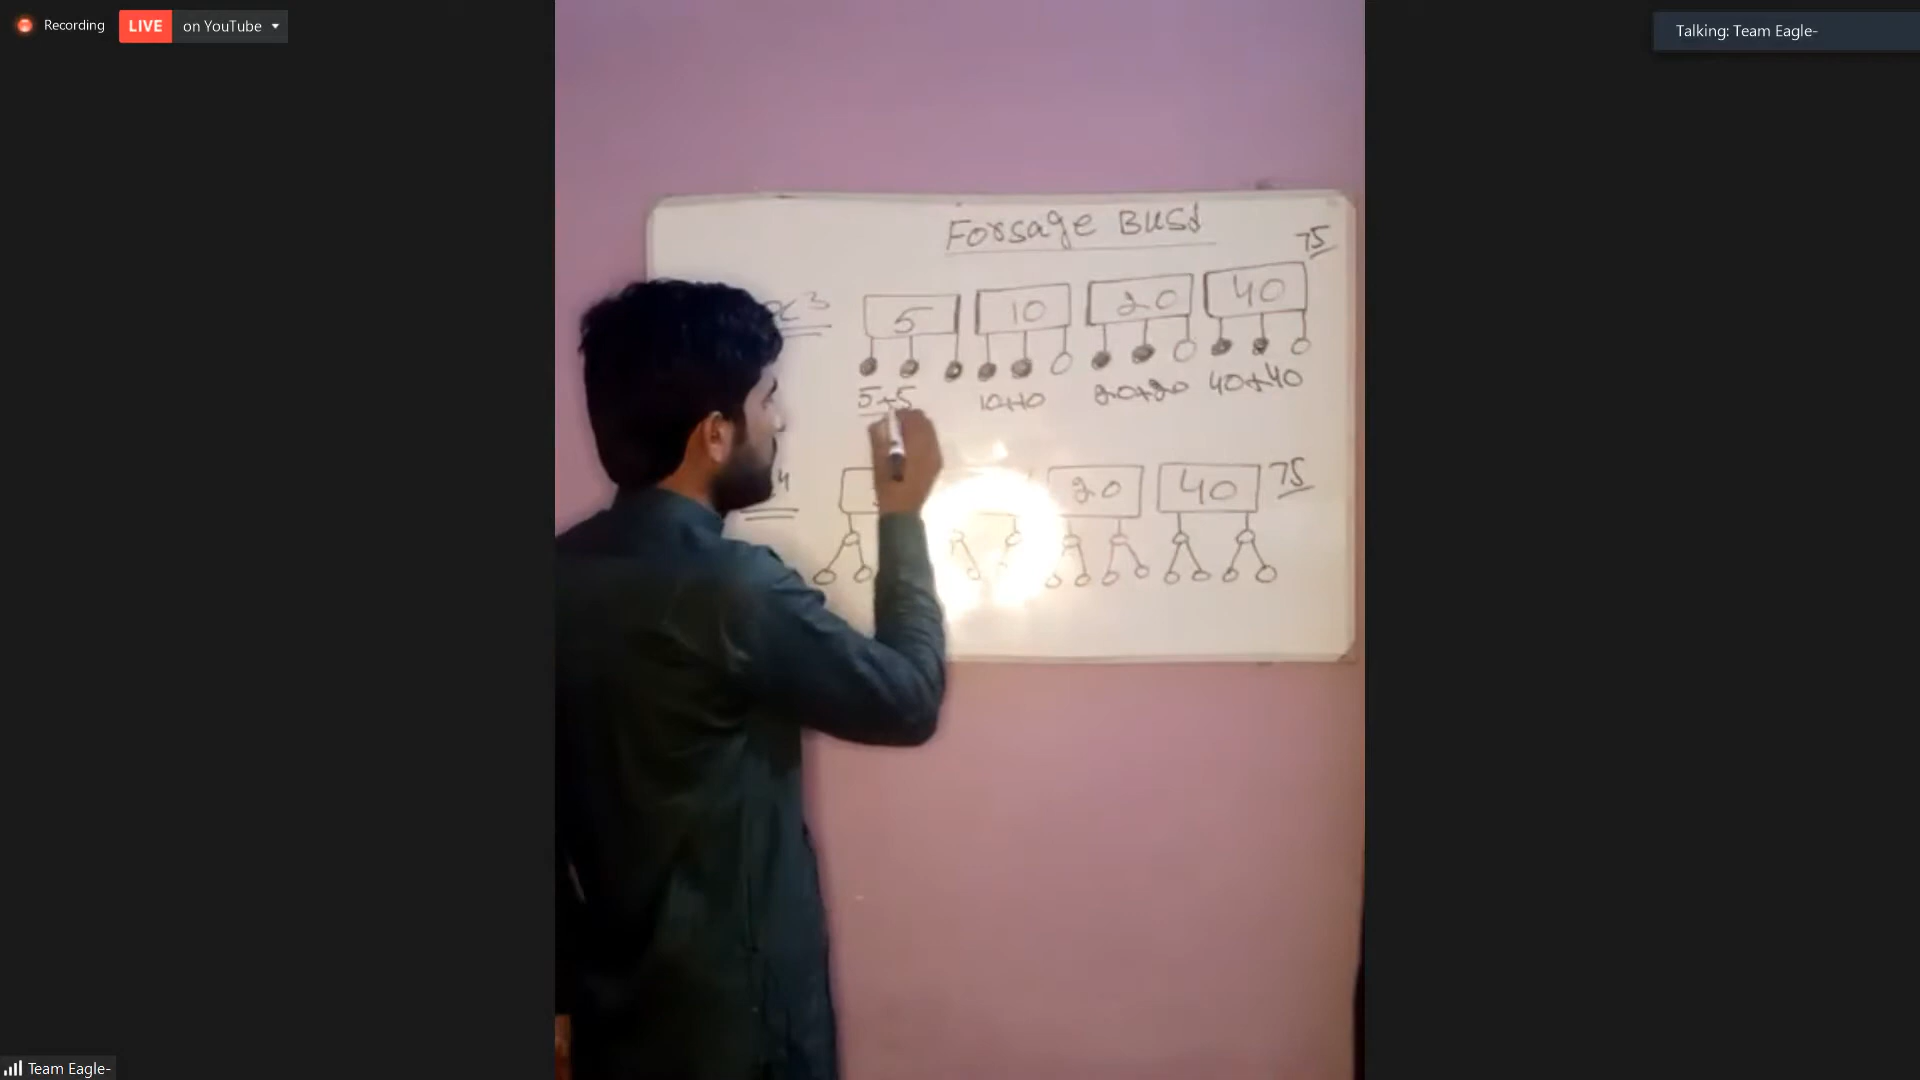 Recording LIVE on YouTube
Talking: Team Eagle-
Forsage BUSd
75
5 10 20 40
5+5 10+10 20+20 40+40
20 40 75
Team Eagle-